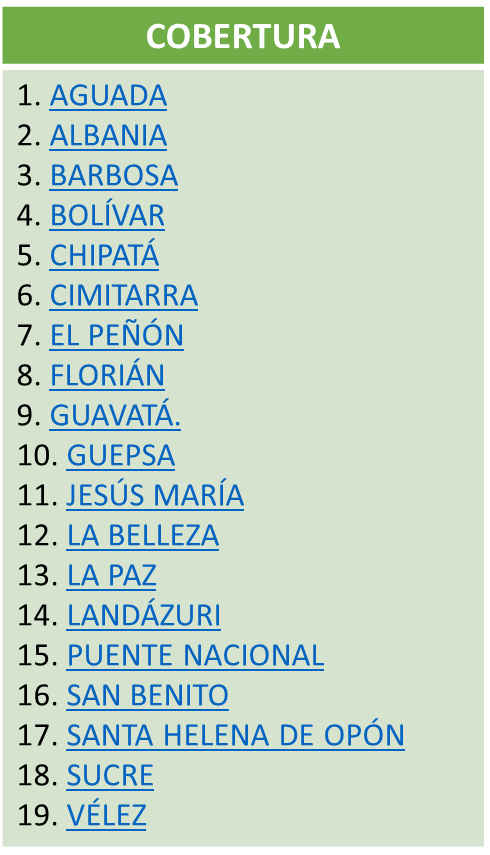 COBERTURA
1. AGUADA
2. ALBANIA
3. BARBOSA
4. BOLÍVAR
5. CHIPATÁ
6. CIMITARRA
7. EL PEÑÓN
8. FLORIÁN
9. GUAVATÁ.
10. GUEPSA
11. JESÚS MARÍA
12. LA BELLEZA
13. LA PAZ
14. LANDÁZURI
15. PUENTE NACIONAL
16. SAN BENITO
17. SANTA HELENA DE OPÓN
18. SUCRE
19. VÉLEZ